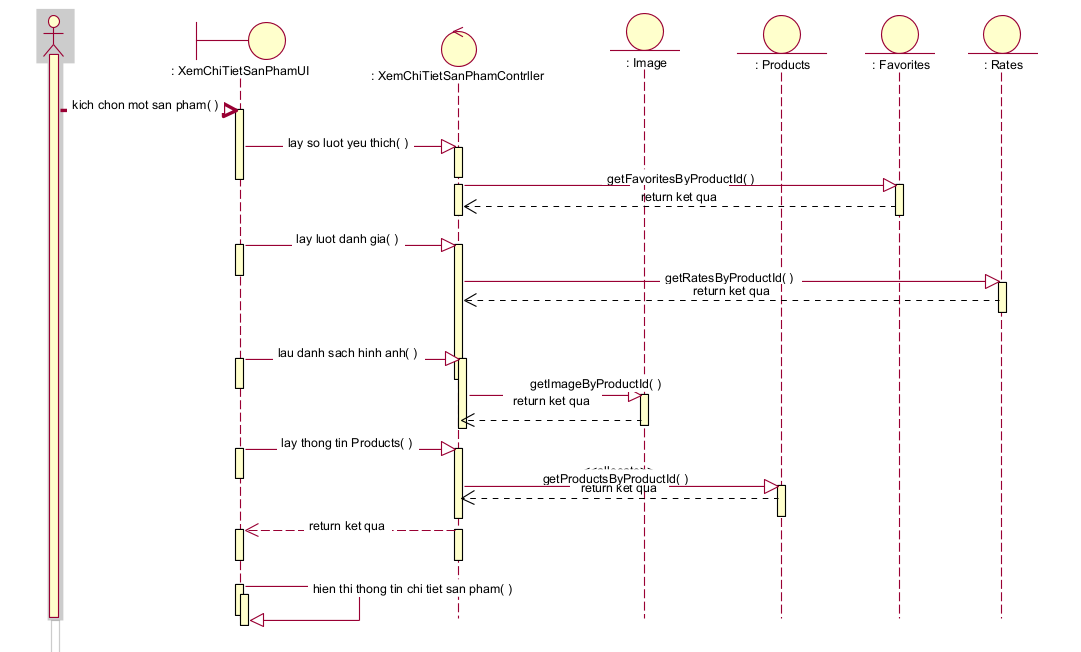 : XemChiTietSanPhamUI
: XemChiTietSanPhamContrller
: Image
: Products
: Favorites
: Rates
kich chon mot san pham( )
lay so luot yeu thich( )
getFavoritesByProductId( )
return ket qua
lay luot danh gia( )
getRatesByProductId( )
return ket qua
lau danh sach hinh anh( )
getImageByProductId( )
return ket qua
lay thong tin Products( )
getProductsByProductId( )
return ket qua
return ket qua
hien thi thong tin chi tiet san pham( )